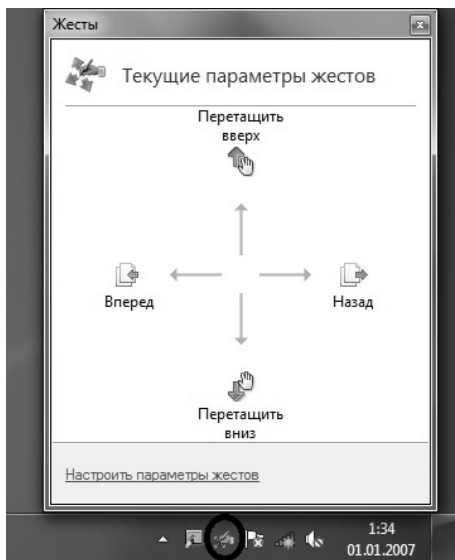 Жесты
Текущие параметры жестов
Перетащить
вверх
Вперед
Назад
Перетащить
вниз
Настроить параметры жестов
1:34
01.01.2007